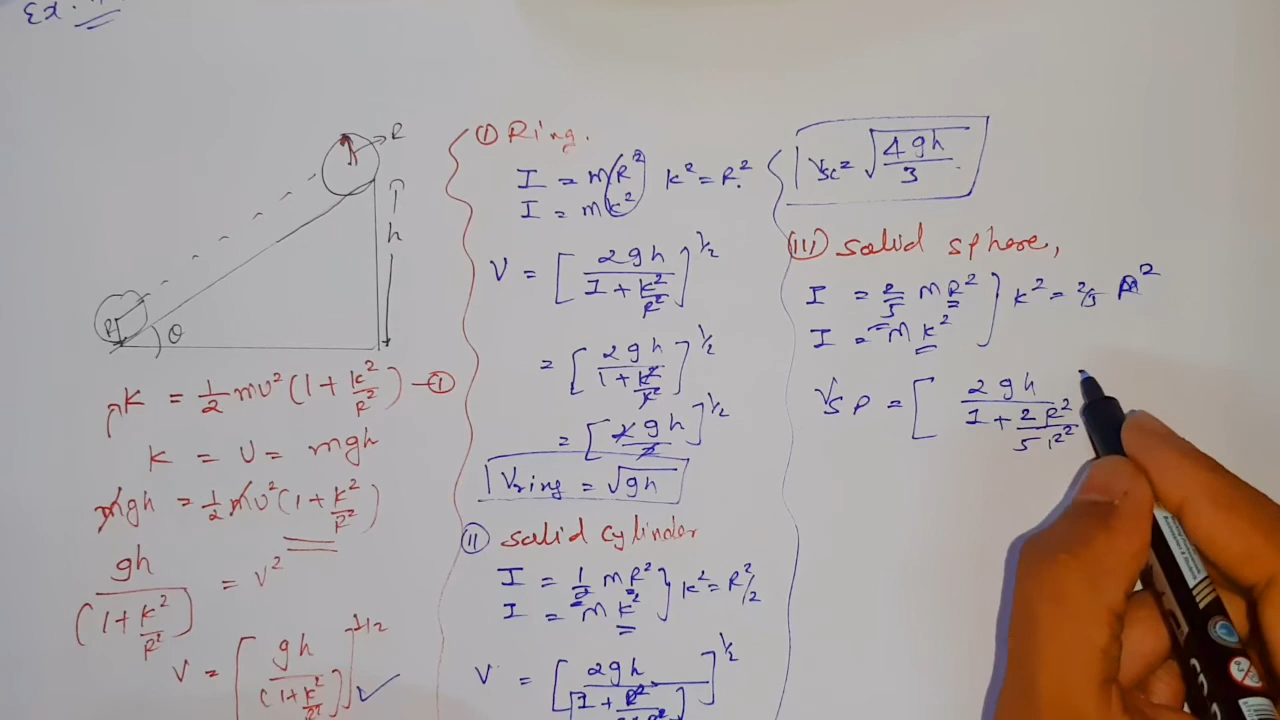 Ex.
R
h
R
θ
K = 1/2 mv² (1 + k²/R²) — ①
K = U = mgh
mgh = 1/2 mv² (1 + k²/R²)
gh/(1 + k²/R²) = v²
v = [gh/(1 + k²/R²)]^1/2 ✓
① Ring.
I = mR² k² = R².
I = mk²
V = [2gh/(1 + k²/R²)]^1/2
= [2gh/(1 + k²/R²)]^1/2
= [2gh/2]^1/2
Vring = √gh
ⅠⅠ solid cylinder
I = 1/2 MR² } k² = R²/2
I = Mk²
V = [2gh/(1 + R²/2R²)]^1/2
Vsc = √4gh/3
ⅠⅠⅠ solid sphere,
I = 2/5 MR² } k² = 2/5 R²
I = Mk²
Vsp = [2gh/(1 + 2R²/5R²)